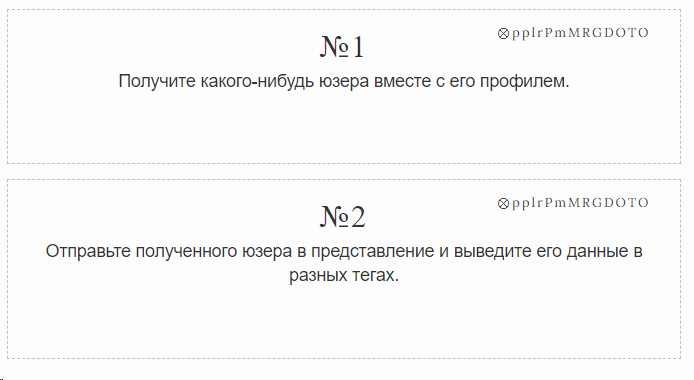 ⊗pplrPmMRGDOTO
№1
Получите какого-нибудь юзера вместе с его профилем.
⊗pplrPmMRGDOTO
№2
Отправьте полученного юзера в представление и выведите его данные в
разных тегах.